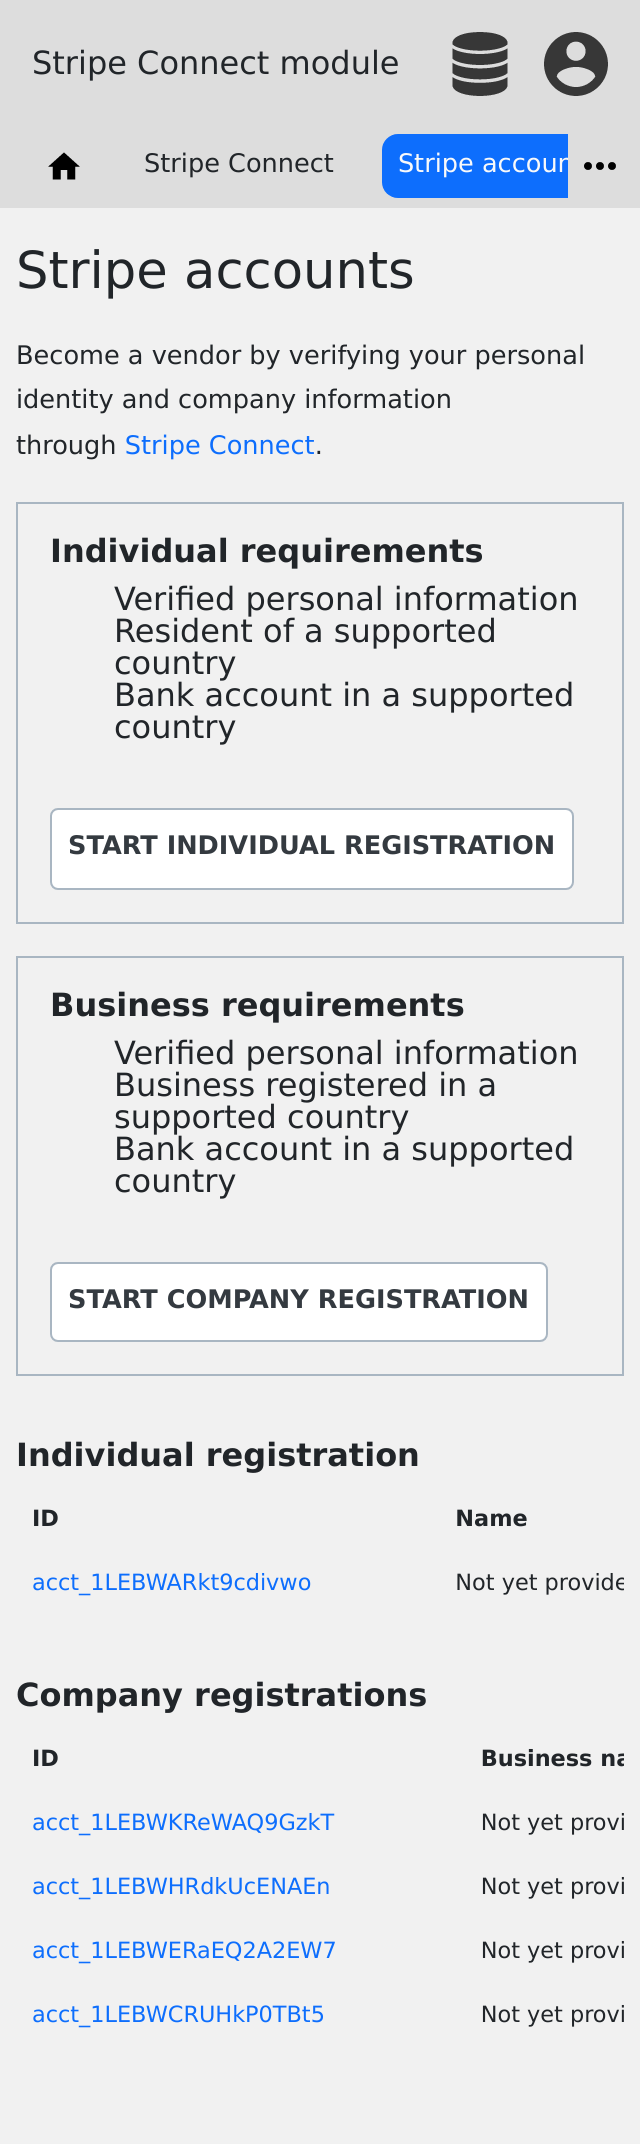 Stripe Connect module
Stripe Connect
Stripe accour
Stripe accounts
Become a vendor by verifying your personal
identity and company information
through Stripe Connect.
Individual requirements
Verified personal information
Resident of a supported
country
Bank account in a supported
country
START INDIVIDUAL REGISTRATION
Business requirements
Verified personal information
Business registered in a
supported country
Bank account in a supported
country
START COMPANY REGISTRATION
Individual registration
ID Name
acct_1LEBWARkt9cdivwo Not yet provide
Company registrations
ID Business na
acct_1LEBWKReWAQ9GzkT Not yet provi
acct_1LEBWHRdkUcENAEn Not yet provi
acct_1LEBWERaEQ2A2EW7 Not yet provi
acct_1LEBWCRUHkP0TBt5 Not yet provi